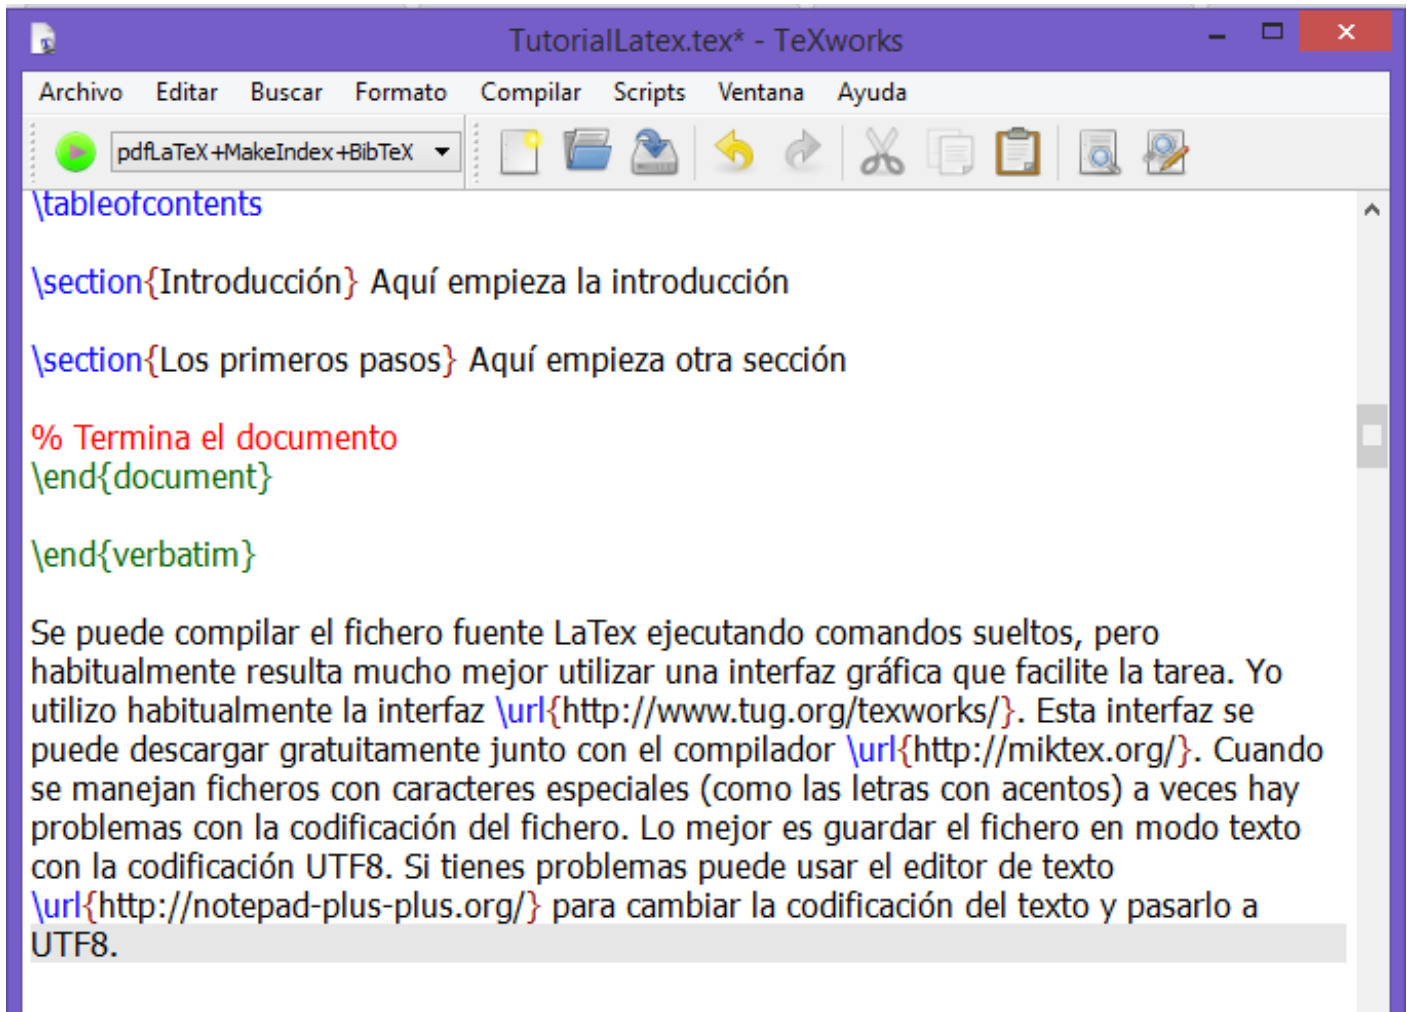 TutorialLatex.tex* - TeXworks
Archivo Editar Buscar Formato Compilar Scripts Ventana Ayuda
pdfLaTeX+MakeIndex+BibTeX
\tableofcontents
\section{Introducción} Aquí empieza la introducción
\section{Los primeros pasos} Aquí empieza otra sección
% Termina el documento
\end{document}
\end{verbatim}
Se puede compilar el fichero fuente LaTex ejecutando comandos sueltos, pero
habitualmente resulta mucho mejor utilizar una interfaz gráfica que facilite la tarea. Yo
utilizo habitualmente la interfaz \url{http://www.tug.org/texworks/}. Esta interfaz se
puede descargar gratuitamente junto con el compilador \url{http://miktex.org/}. Cuando
se manejan ficheros con caracteres especiales (como las letras con acentos) a veces hay
problemas con la codificación del fichero. Lo mejor es guardar el fichero en modo texto
con la codificación UTF8. Si tienes problemas puede usar el editor de texto
\url{http://notepad-plus-plus.org/} para cambiar la codificación del texto y pasarlo a
UTF8.